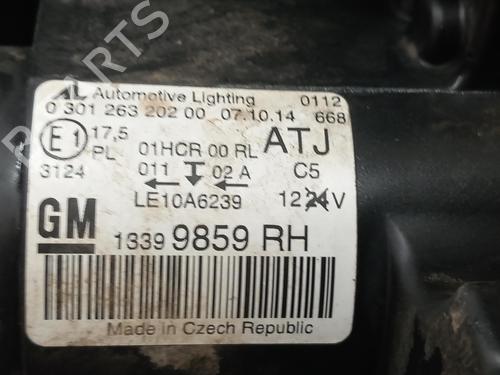 AL Automotive Lighting 0112
0 301 263 202 00 07.10.14 668
E1 17,5 01HCR 00 RL ATJ
PL 011 02 A C5
3124 LE10A6239 12 24 V
GM 1339 9859 RH
Made in Czech Republic
B-PARTS